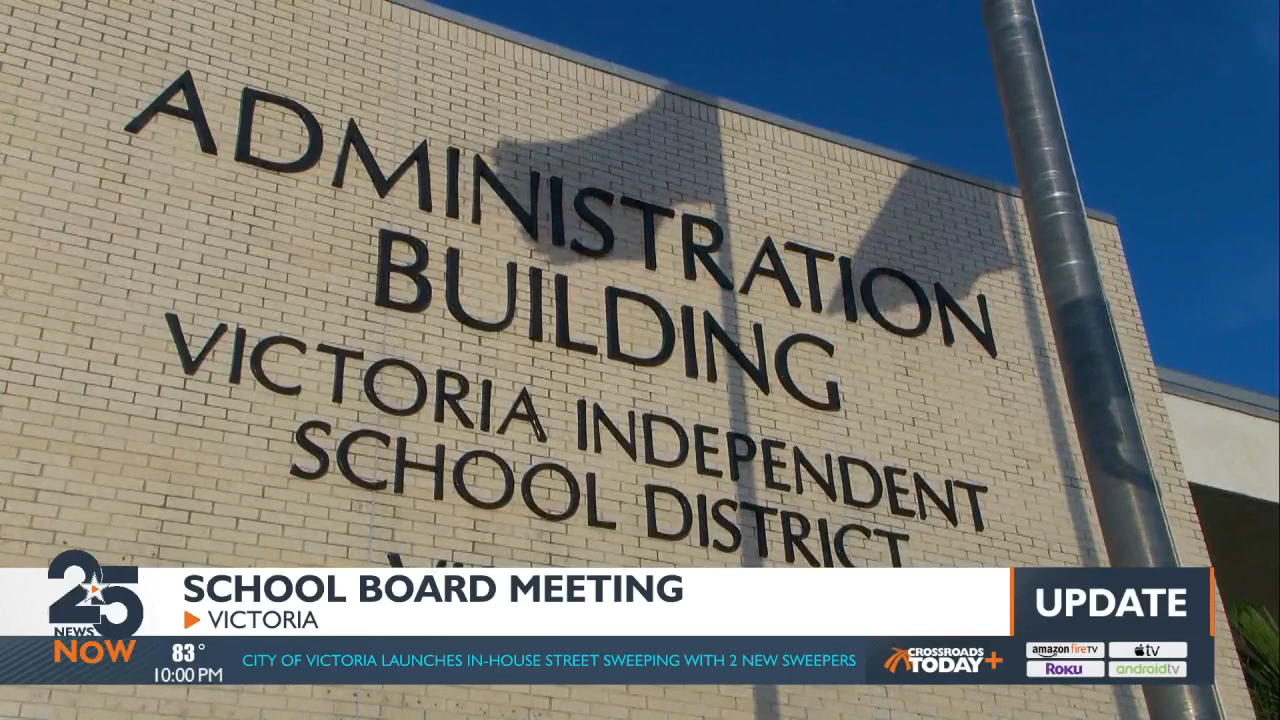 ADMINISTRATION
BUILDING
VICTORIA INDEPENDENT
SCHOOL DISTRICT
25
NEWS
NOW
SCHOOL BOARD MEETING
VICTORIA
UPDATE
83°
10:00 PM
CITY OF VICTORIA LAUNCHES IN-HOUSE STREET SWEEPING WITH 2 NEW SWEEPERS
CROSSROADS
TODAY+
amazon fireTV
tv
ROKU
androidtv